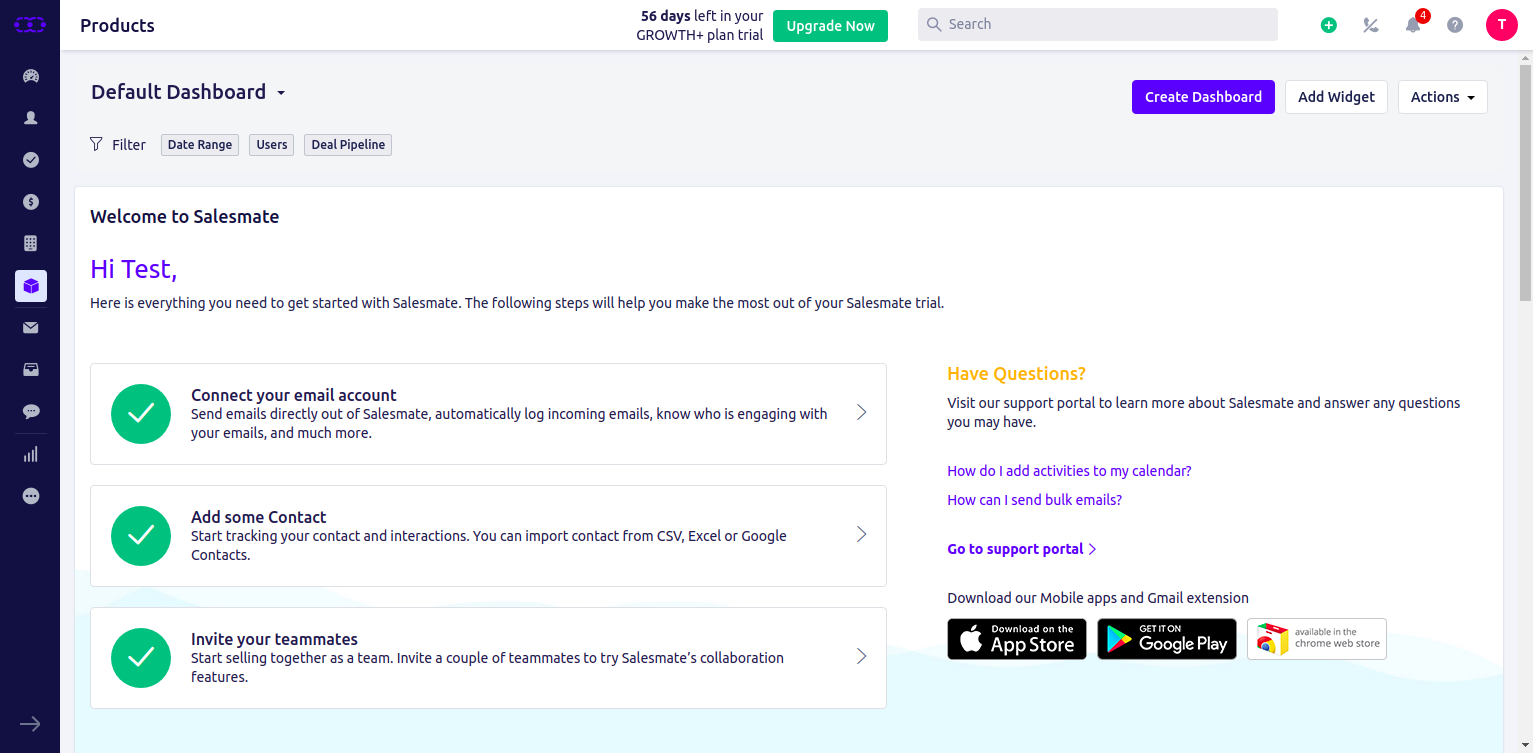 Products
56 days left in your
GROWTH+ plan trial
Upgrade Now
Search
4
T
Default Dashboard
Create Dashboard
Add Widget
Actions
Filter
Date Range
Users
Deal Pipeline
Welcome to Salesmate
Hi Test,
Here is everything you need to get started with Salesmate. The following steps will help you make the most out of your Salesmate trial.
Connect your email account
Send emails directly out of Salesmate, automatically log incoming emails, know who is engaging with
your emails, and much more.
Add some Contact
Start tracking your contact and interactions. You can import contact from CSV, Excel or Google
Contacts.
Invite your teammates
Start selling together as a team. Invite a couple of teammates to try Salesmate's collaboration
features.
Have Questions?
Visit our support portal to learn more about Salesmate and answer any questions
you may have.
How do I add activities to my calendar?
How can I send bulk emails?
Go to support portal
Download our Mobile apps and Gmail extension
Download on the
App Store
GET IT ON
Google Play
available in the
chrome web store